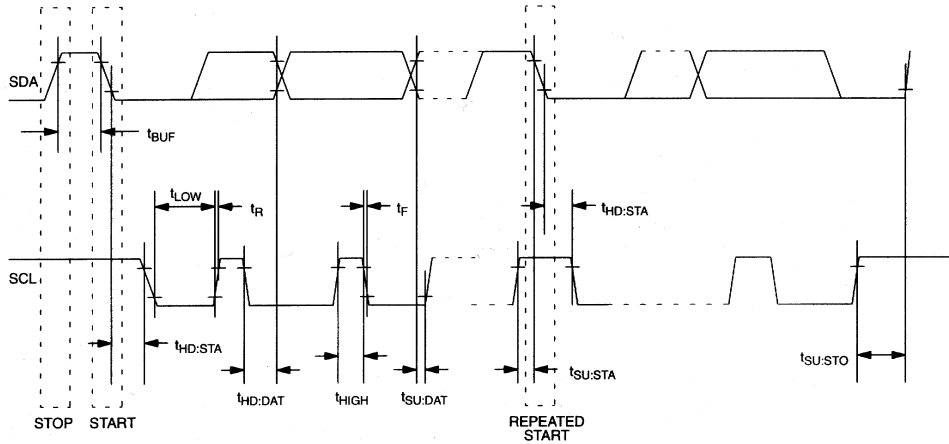 SDA
tBUF
tLOW
tR
tF
tHD:STA
SCL
tHD:STA
tSU:STA
tSU:STO
tHD:DAT
tHIGH
tSU:DAT
STOP
START
REPEATED
START